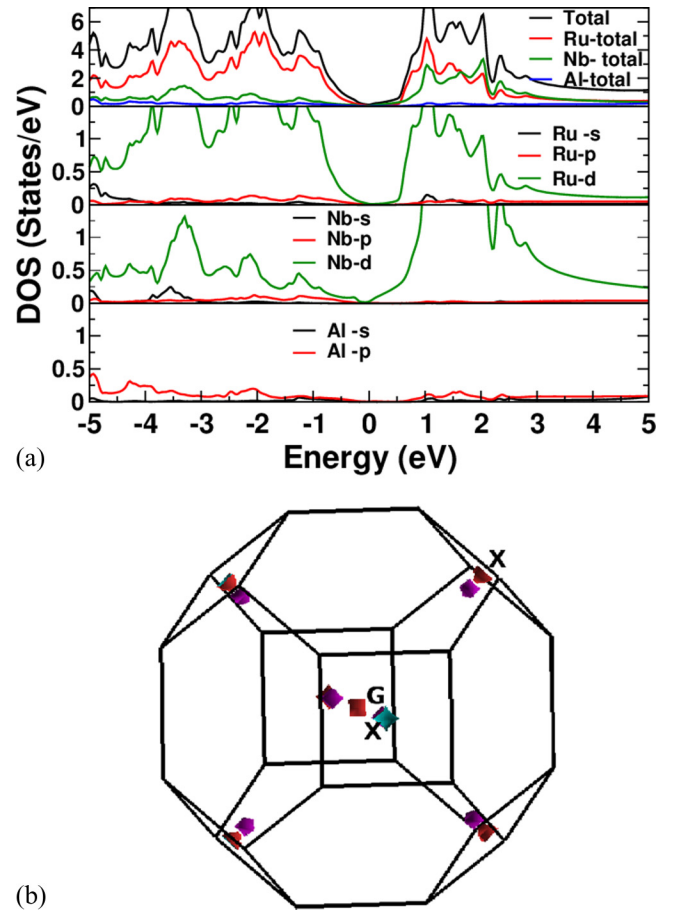 6
4
2
0
Total
Ru-total
Nb- total
Al-total
1
0.5
0
Ru -s
Ru-p
Ru-d
1
0.5
0
Nb-s
Nb-p
Nb-d
1
0.5
0
Al -s
Al -p
DOS (States/eV)
-5 -4 -3 -2 -1 0 1 2 3 4 5
Energy (eV)
(a)
X
G
X
(b)